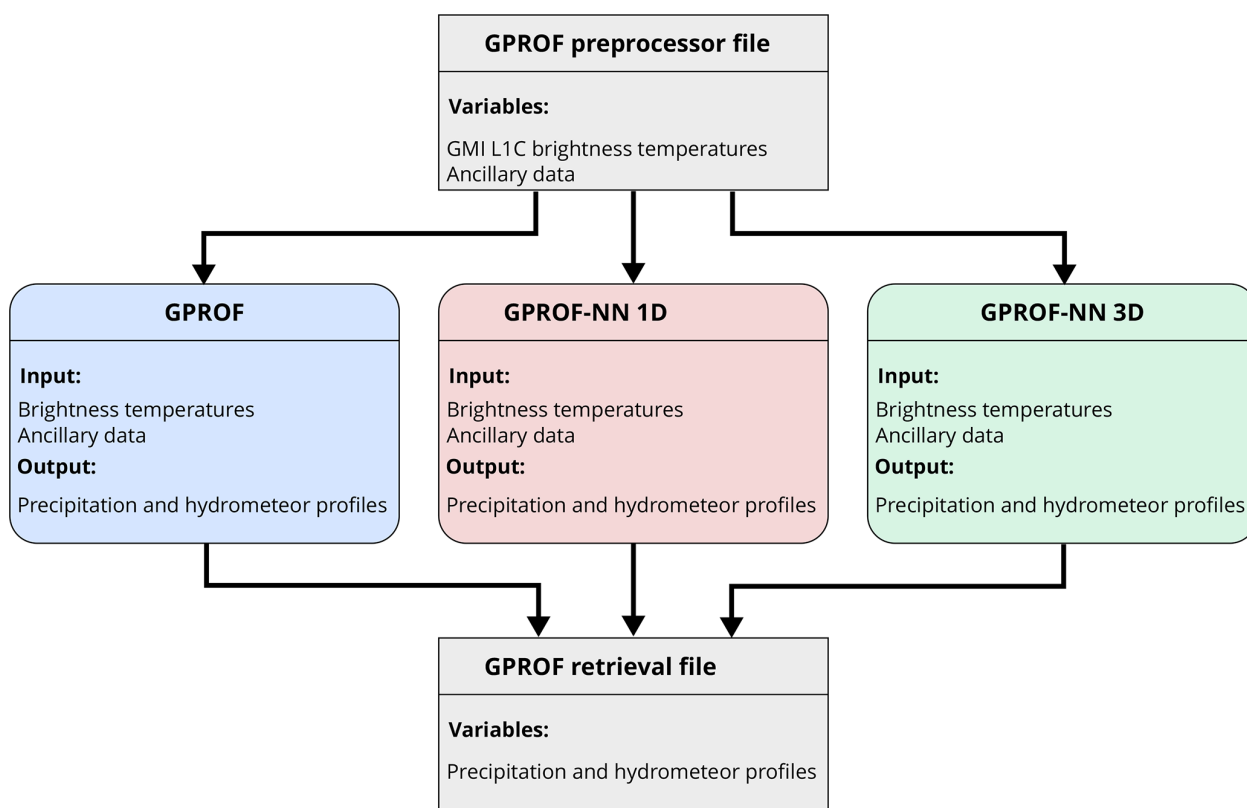 GPROF preprocessor file
Variables:
GMI L1C brightness temperatures
Ancillary data
GPROF
Input:
Brightness temperatures
Ancillary data
Output:
Precipitation and hydrometeor profiles
GPROF-NN 1D
Input:
Brightness temperatures
Ancillary data
Output:
Precipitation and hydrometeor profiles
GPROF-NN 3D
Input:
Brightness temperatures
Ancillary data
Output:
Precipitation and hydrometeor profiles
GPROF retrieval file
Variables:
Precipitation and hydrometeor profiles